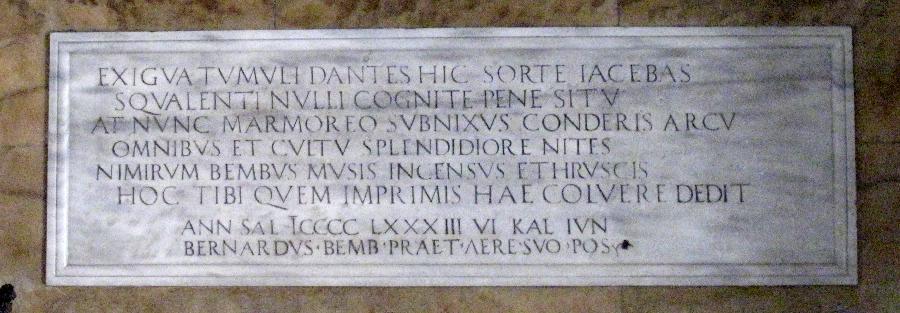 EXIGVA TVMVLI DANTES HIC SORTE IACEBAS
SQVALENTI NVLLI COGNITE PENE SITV
AT NVNC MARMOREO SVBNIXVS CONDERIS ARCV
OMNIBVS ET CVLTV SPLENDIDIORE NITES
NIMIRVM BEMBVS MVSIS INCENSVS ETHRVSCIS
HOC TIBI QVEM IMPRIMIS HAE COLVERE DEDIT
ANN SAL ICCCC LXXXIII VI KAL IVN
BERNARDVS·BEMB·PRAET·AERE·SVO·POS